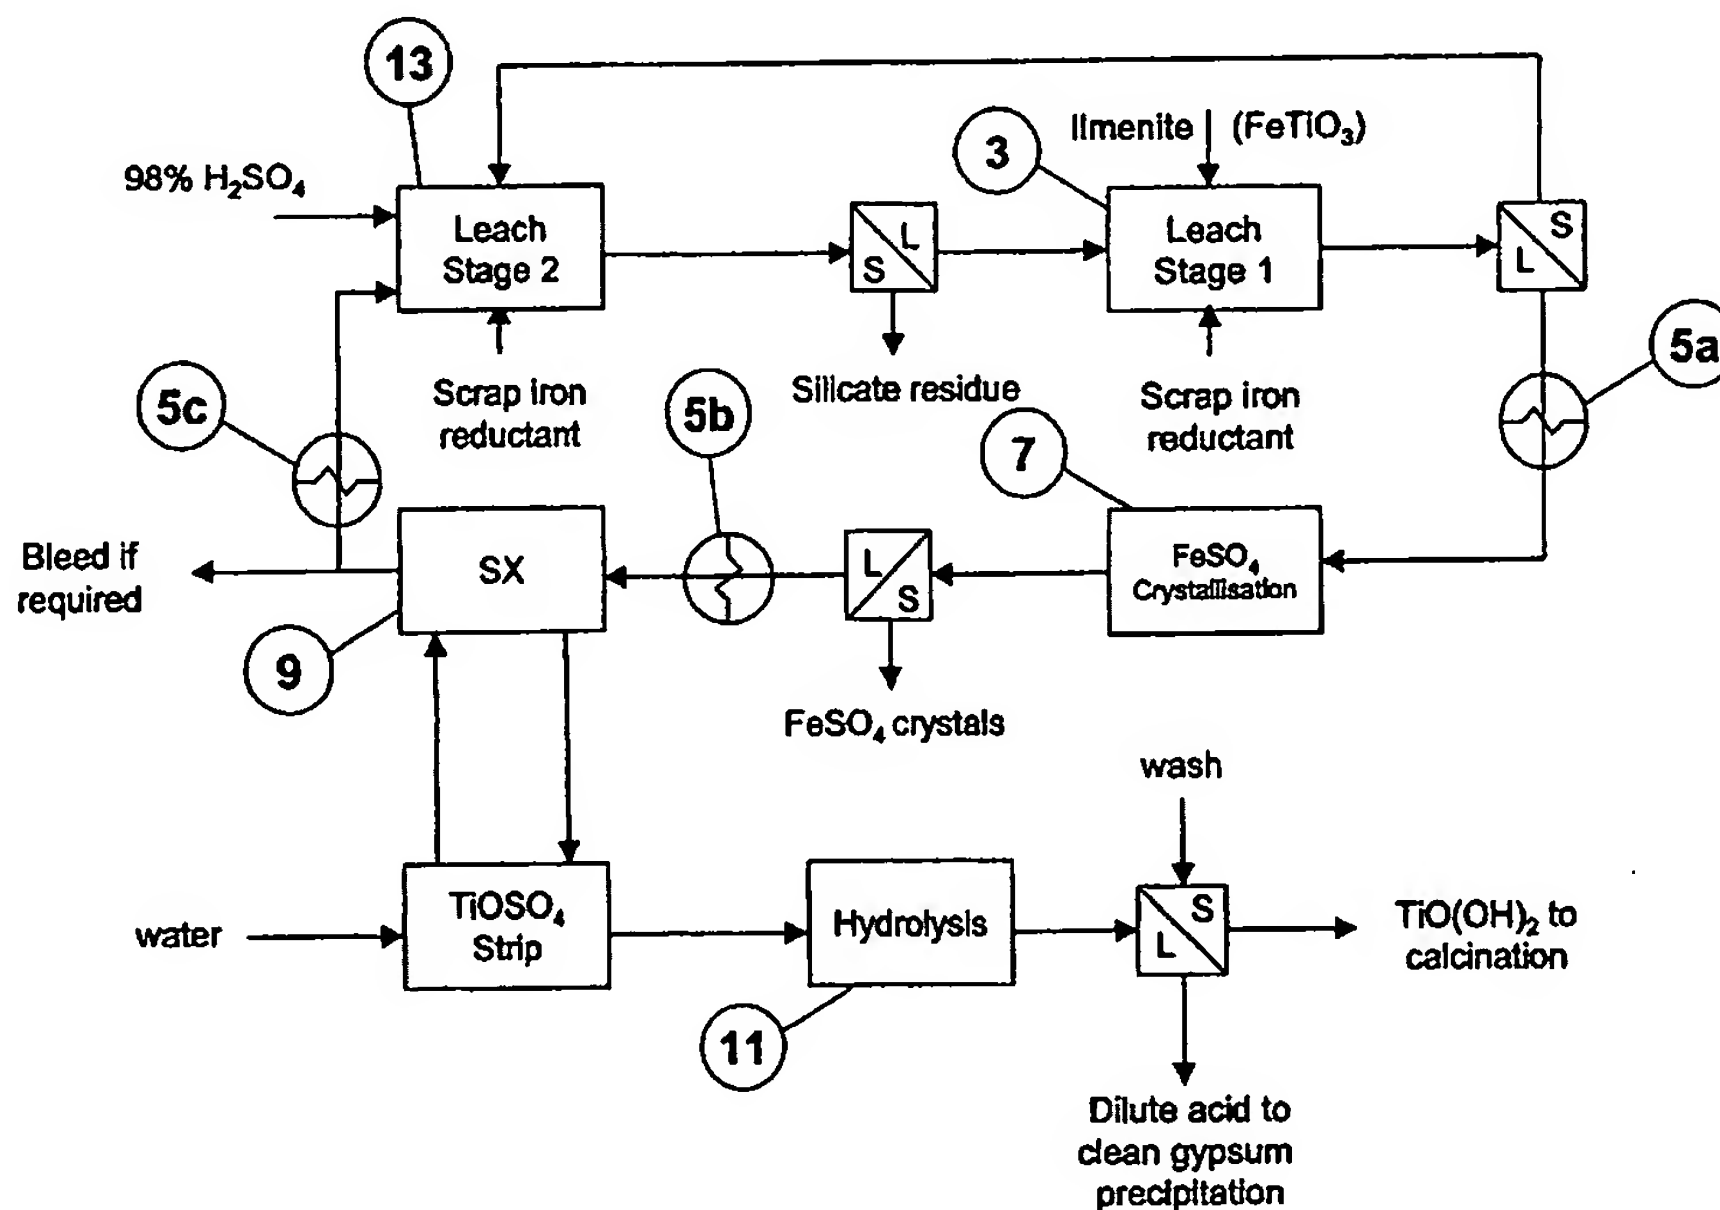 13
Ilmenite (FeTiO₃)
3
98% H₂SO₄
Leach
Stage 2
L
S
Leach
Stage 1
S
L
5a
5c
Scrap iron
reductant
5b
Silicate residue
Scrap iron
reductant
7
Bleed if
required
SX
L
S
FeSO₄
Crystallisation
9
FeSO₄ crystals
wash
water
TiOSO₄
Strip
Hydrolysis
S
L
TiO(OH)₂ to
calcination
11
Dilute acid to
clean gypsum
precipitation